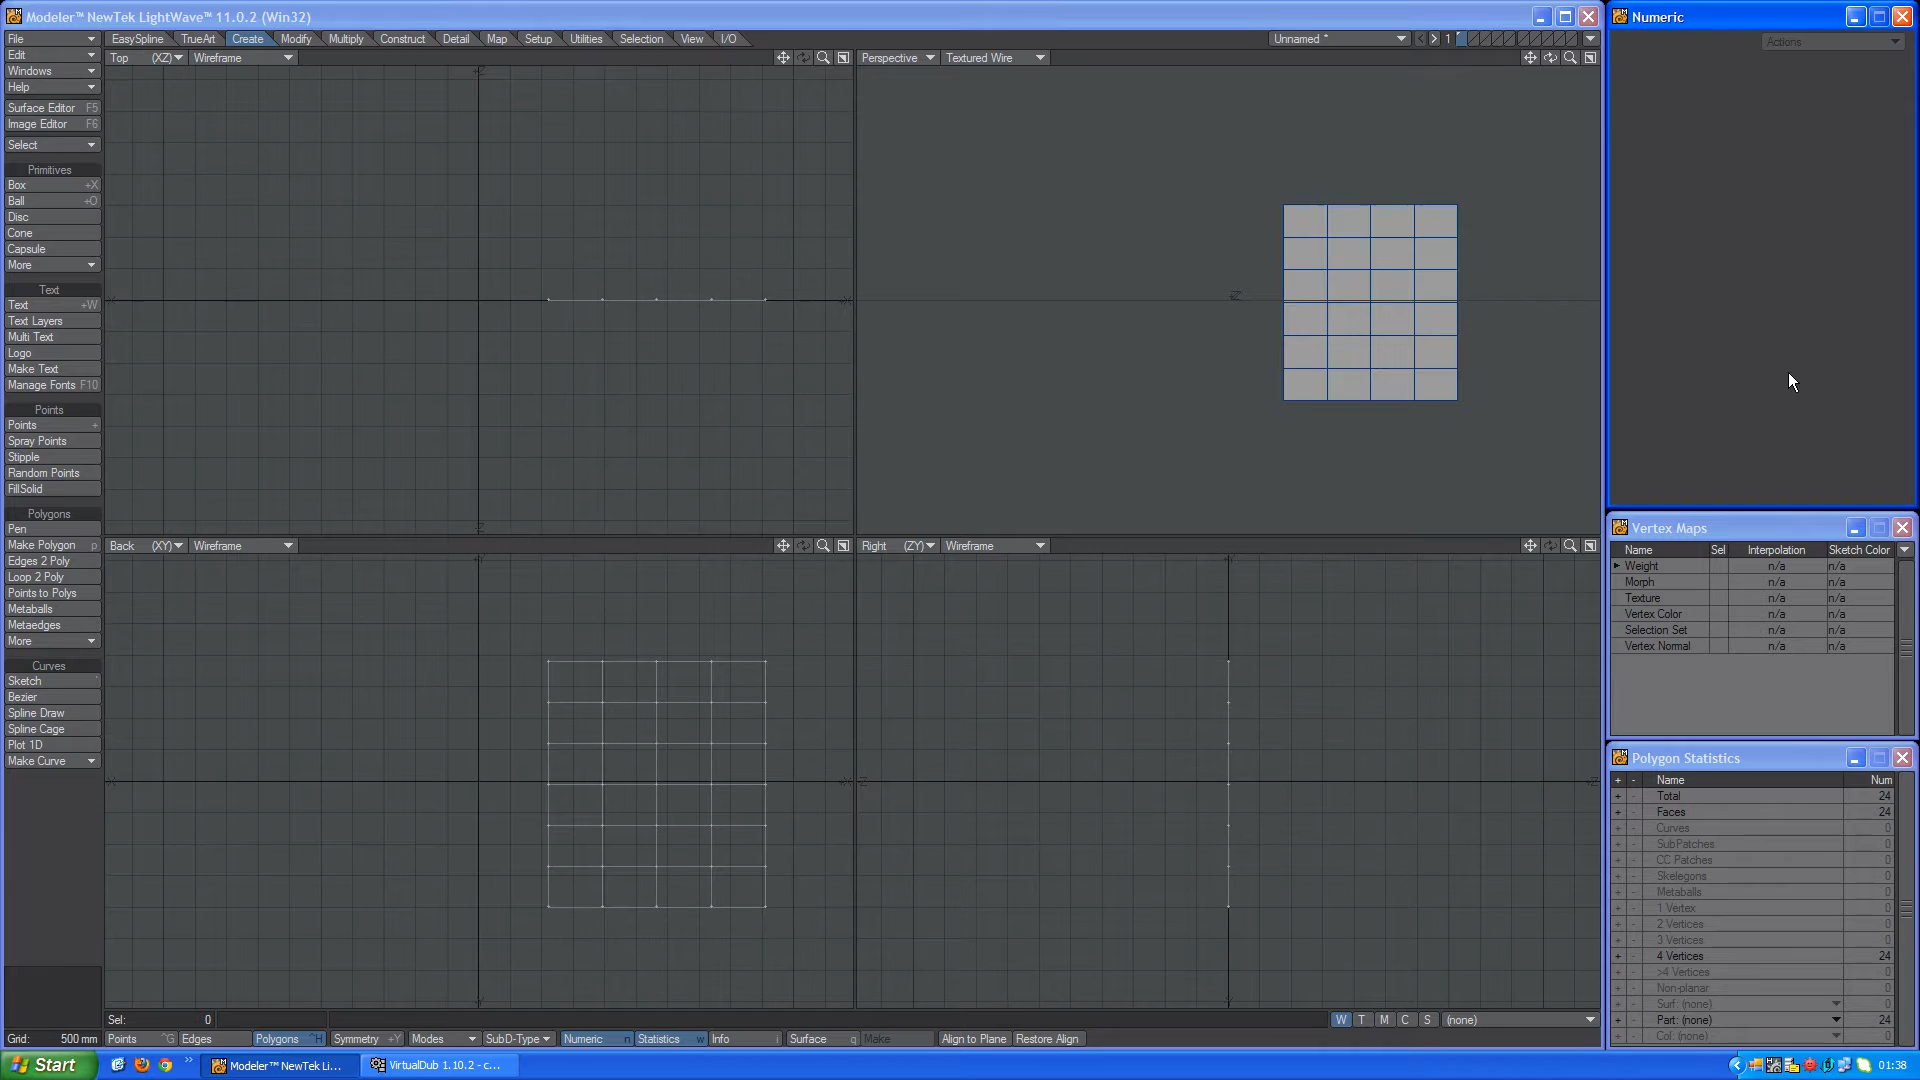 Modeler™ NewTek LightWave™ 11.0.2 (Win32)
Numeric
File
EasySpline TrueArt Create Modify Multiply Construct Detail Map Setup Utilities Selection View I/O
Unnamed *
1
Actions
Edit
Windows
Help
Surface Editor F5
Image Editor F6
Select
Primitives
Box +X
Ball +O
Disc
Cone
Capsule
More
Text
Text +W
Text Layers
Multi Text
Logo
Make Text
Manage Fonts F10
Points
Points +
Spray Points
Stipple
Random Points
FillSolid
Polygons
Pen
Make Polygon p
Edges 2 Poly
Loop 2 Poly
Points to Polys
Metaballs
Metaedges
More
Curves
Sketch
Bezier
Spline Draw
Spline Cage
Plot 1D
Make Curve
Top (XZ) Wireframe
Perspective Textured Wire
Back (XY) Wireframe
Right (ZY) Wireframe
Vertex Maps
Name Sel Interpolation Sketch Color
Weight n/a n/a
Morph n/a n/a
Texture n/a n/a
Vertex Color n/a n/a
Selection Set n/a n/a
Vertex Normal n/a n/a
Polygon Statistics
+ - Name Num
+ - Total 24
+ - Faces 24
+ - Curves 0
+ - SubPatches 0
+ - CC Patches 0
+ - Skelegons 0
+ - Metaballs 0
+ - 1 Vertex 0
+ - 2 Vertices 0
+ - 3 Vertices 0
+ - 4 Vertices 24
+ - >4 Vertices 0
+ - Non-planar 0
+ - Surf: (none) 0
+ - Part: (none) 24
+ - Col: (none) 0
Sel: 0
W T M C S (none)
Grid: 500 mm
Points ^G Edges Polygons ^H Symmetry +Y Modes SubD-Type Numeric n Statistics w Info i Surface q Make Align to Plane Restore Align
Start
Modeler™ NewTek Li...
VirtualDub 1.10.2 - c...
01:38